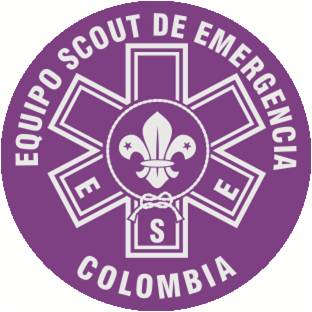 EQUIPO SCOUT DE EMERGENCIA
E S E
COLOMBIA